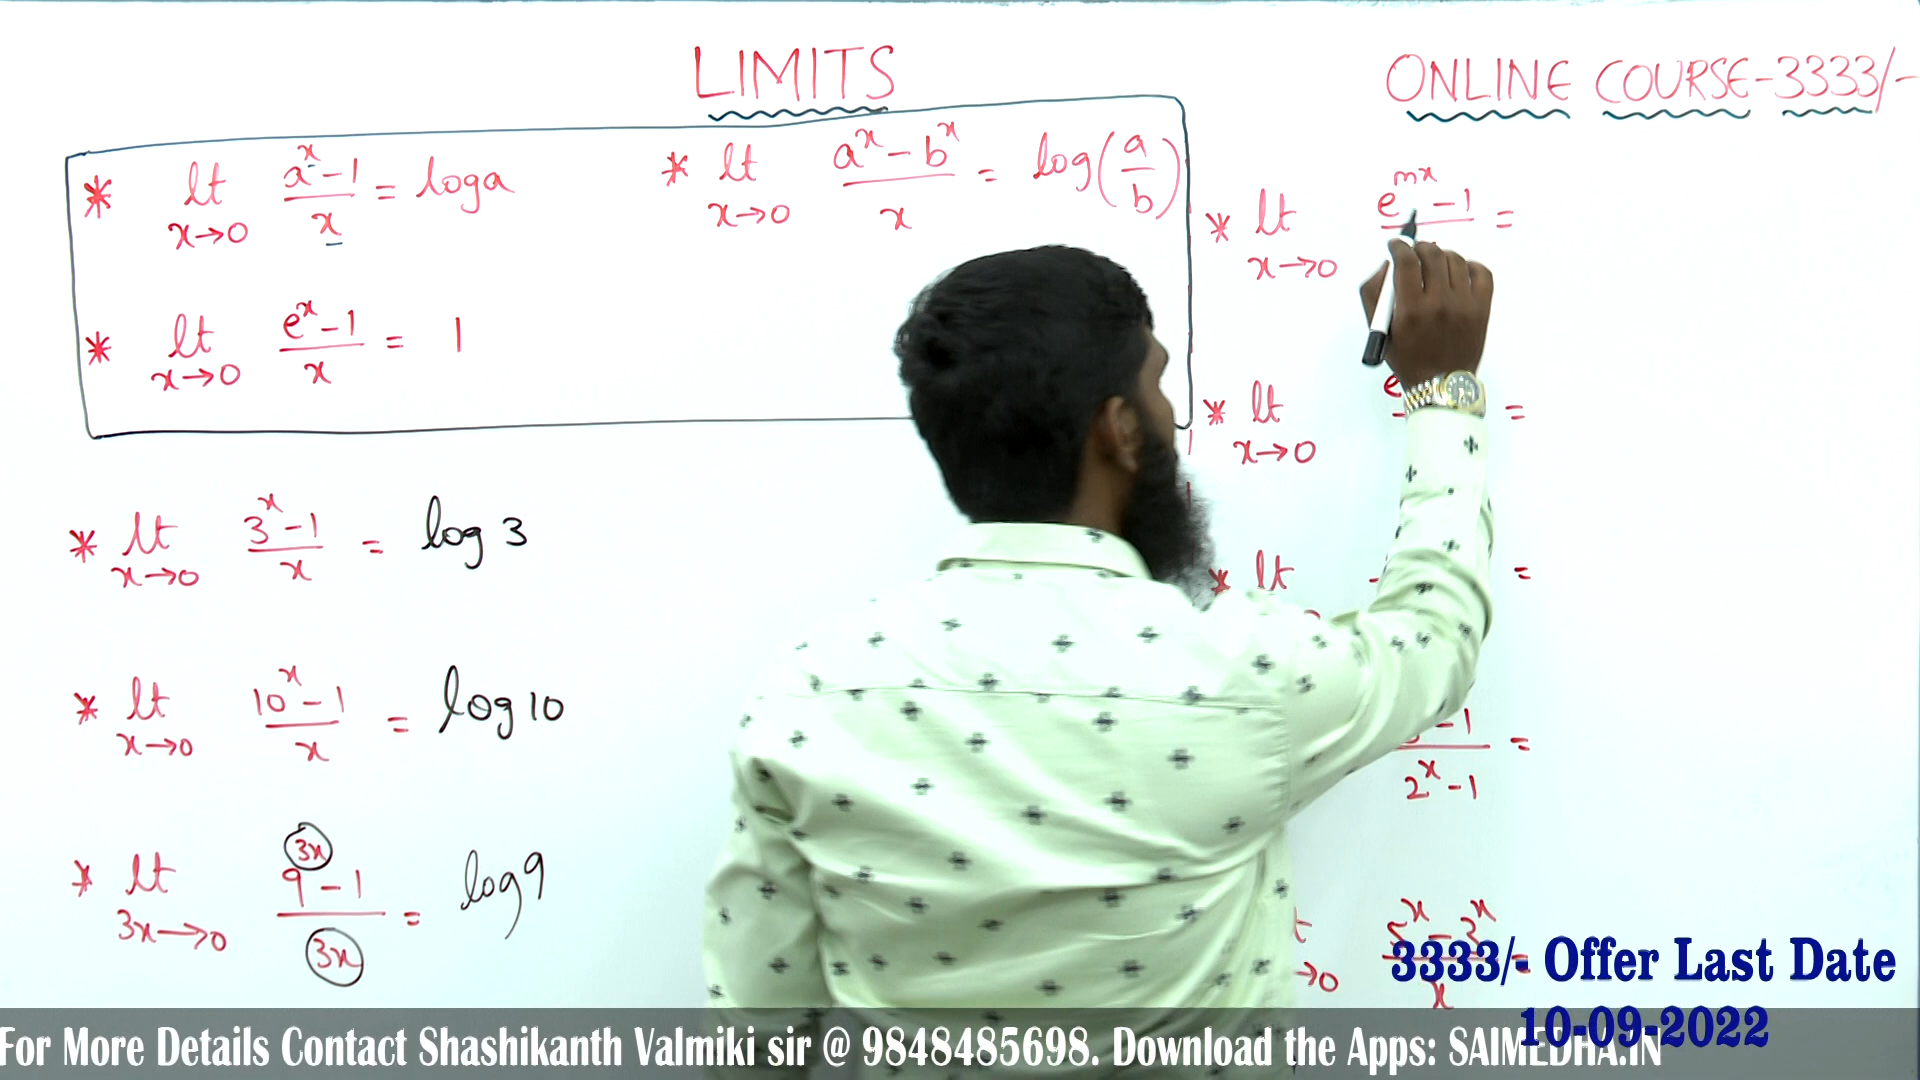 LIMITS
ONLINE COURSE-3333/-
* lt x→0 (a^x - 1)/x = log a
* lt x→0 (a^x - b^x)/x = log(a/b)
* lt x→0 (e^x - 1)/x = 1
* lt x→0 (3^x - 1)/x = log 3
* lt x→0 (10^x - 1)/x = log 10
* lt 3x→0 (9^3x - 1)/3x = log 9
* lt x→0 e^mx - 1 =
* lt x→0 e =
* lt =
- 1 / 2^x - 1 =
→0 5^x - 3^x / x =
3333/- Offer Last Date
10-09-2022
For More Details Contact Shashikanth Valmiki sir @ 9848485698. Download the Apps: SAIMEDHA.IN